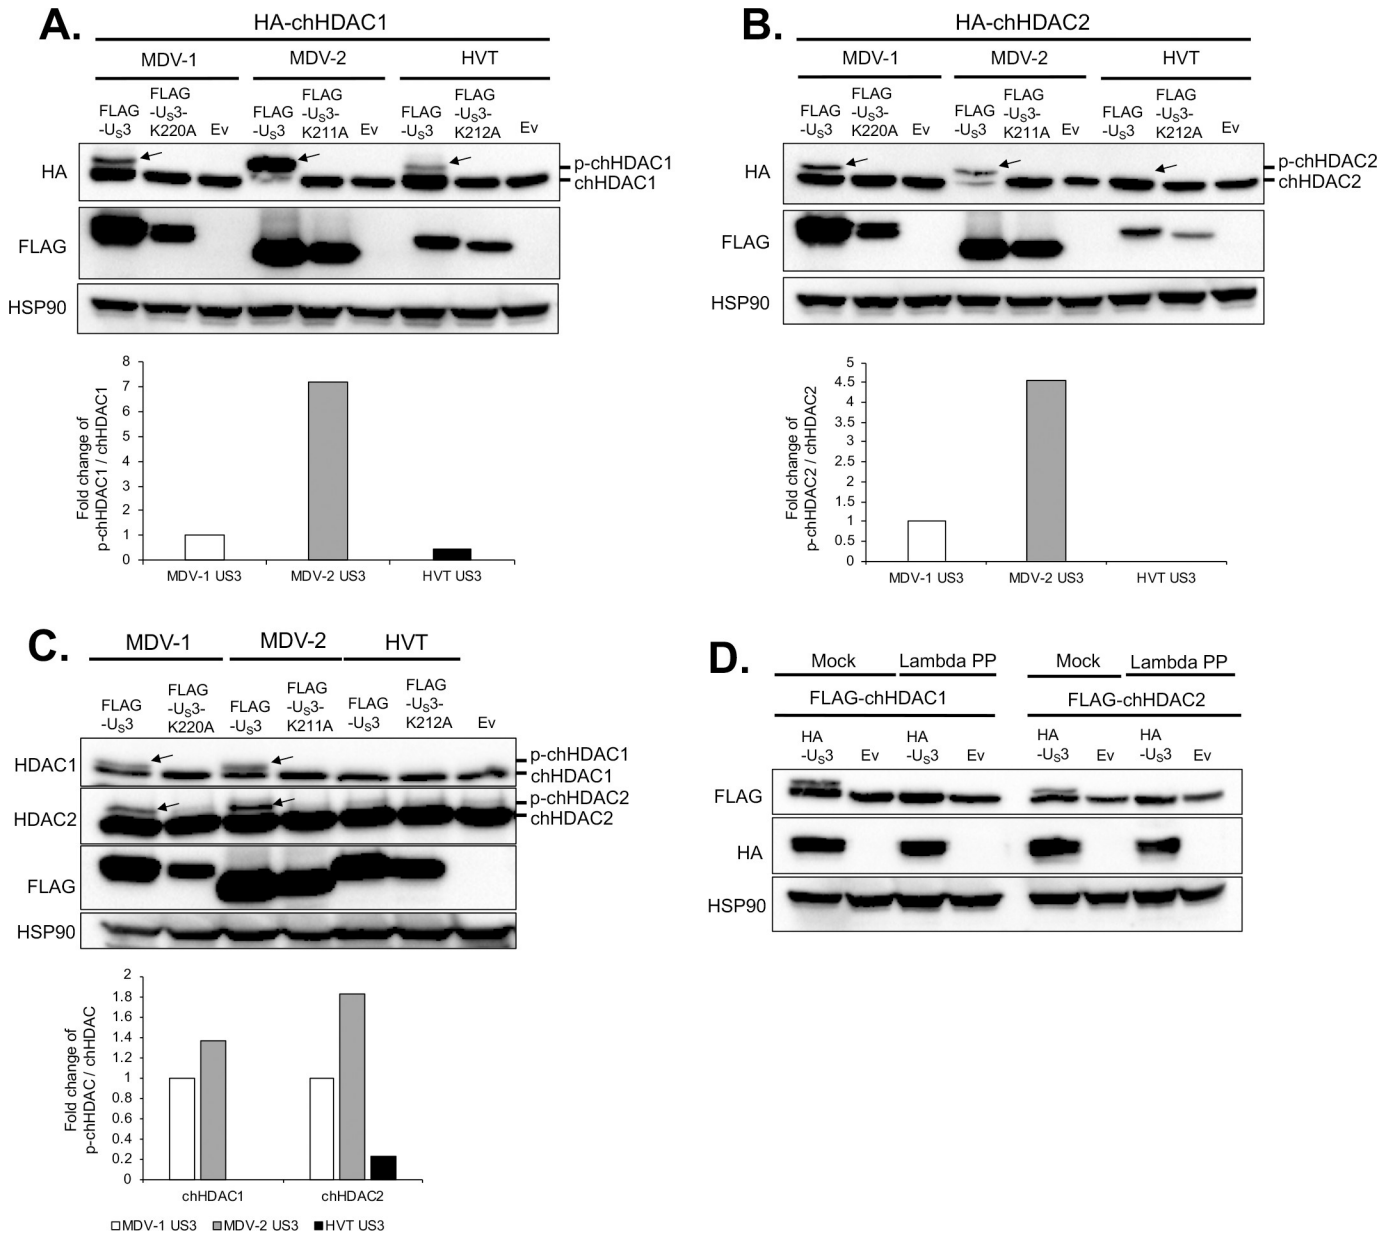 A.
HA-chHDAC1
MDV-1 MDV-2 HVT
FLAG
-US3
FLAG
-US3-
K220A
Ev
FLAG
-US3
FLAG
-US3-
K211A
Ev
FLAG
-US3
FLAG
-US3-
K212A
Ev
HA
p-chHDAC1
chHDAC1
FLAG
HSP90
Fold change of
p-chHDAC1 / chHDAC1
8
7
6
5
4
3
2
1
0
MDV-1 US3 MDV-2 US3 HVT US3
B.
HA-chHDAC2
MDV-1 MDV-2 HVT
FLAG
-US3
FLAG
-US3-
K220A
Ev
FLAG
-US3
FLAG
-US3-
K211A
Ev
FLAG
-US3
FLAG
-US3-
K212A
Ev
HA
p-chHDAC2
chHDAC2
FLAG
HSP90
Fold change of
p-chHDAC2 / chHDAC2
5
4.5
4
3.5
3
2.5
2
1.5
1
0.5
0
MDV-1 US3 MDV-2 US3 HVT US3
C.
MDV-1 MDV-2 HVT
FLAG
-US3
FLAG
-US3-
K220A
FLAG
-US3
FLAG
-US3-
K211A
FLAG
-US3
FLAG
-US3-
K212A
Ev
HDAC1
p-chHDAC1
chHDAC1
HDAC2
p-chHDAC2
chHDAC2
FLAG
HSP90
Fold change of
p-chHDAC / chHDAC
2
1.8
1.6
1.4
1.2
1
0.8
0.6
0.4
0.2
0
chHDAC1 chHDAC2
MDV-1 US3 MDV-2 US3 HVT US3
D.
Mock Lambda PP Mock Lambda PP
FLAG-chHDAC1 FLAG-chHDAC2
HA
-US3
Ev
HA
-US3
Ev
HA
-US3
Ev
HA
-US3
Ev
FLAG
HA
HSP90